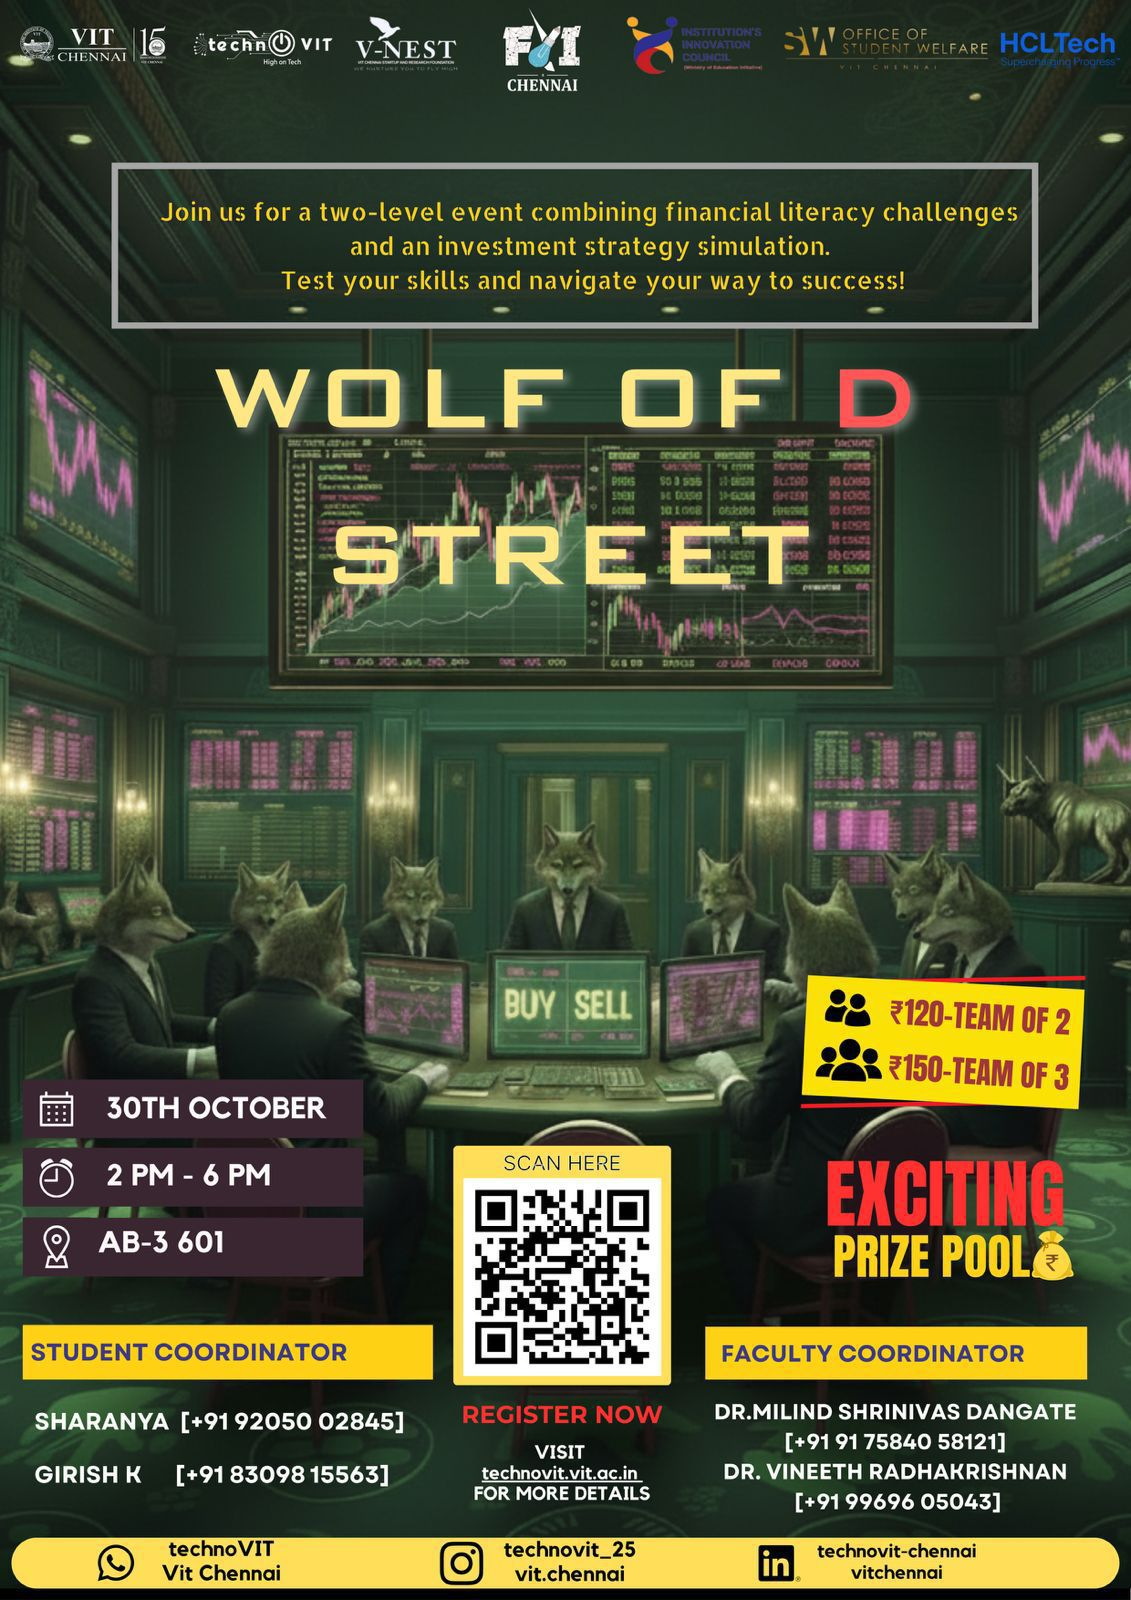 VIT
CHENNAI
15
technO VIT
High on Tech
V-NEST
VIT CHENNAI STARTUP AND RESEARCH FOUNDATION
WE NURTURE YOU TO FLY HIGH
CHENNAI
INSTITUTION'S
INNOVATION
COUNCIL
(Ministry of Education Initiative)
SW OFFICE OF
STUDENT WELFARE
VIT CHENNAI
HCLTech
Supercharging Progress™
Join us for a two-level event combining financial literacy challenges
and an investment strategy simulation.
Test your skills and navigate your way to success!
WOLF OF D
STREET
BUY SELL
₹120-TEAM OF 2
₹150-TEAM OF 3
30TH OCTOBER
2 PM - 6 PM
AB-3 601
SCAN HERE
EXCITING
PRIZE POOL
STUDENT COORDINATOR
SHARANYA [+91 92050 02845]
GIRISH K [+91 83098 15563]
REGISTER NOW
VISIT
technovit.vit.ac.in
FOR MORE DETAILS
FACULTY COORDINATOR
DR.MILIND SHRINIVAS DANGATE
[+91 91 75840 58121]
DR. VINEETH RADHAKRISHNAN
[+91 99696 05043]
technoVIT
Vit Chennai
technovit_25
vit.chennai
technovit-chennai
vitchennai